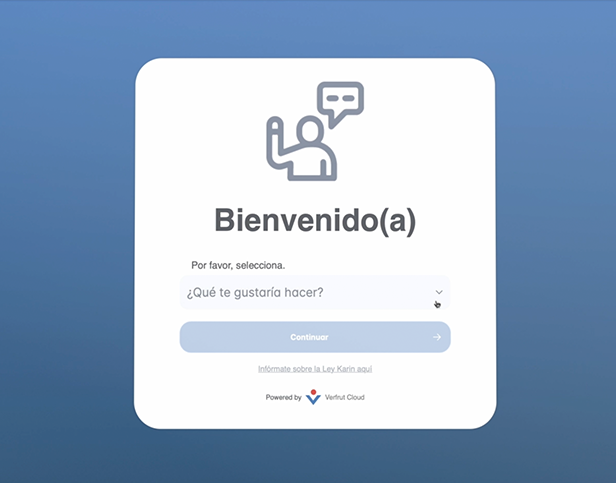 Bienvenido(a)
Por favor, selecciona.
¿Qué te gustaría hacer?
Continuar
Infórmate sobre la Ley Karin aquí
Powered by Verfrut Cloud